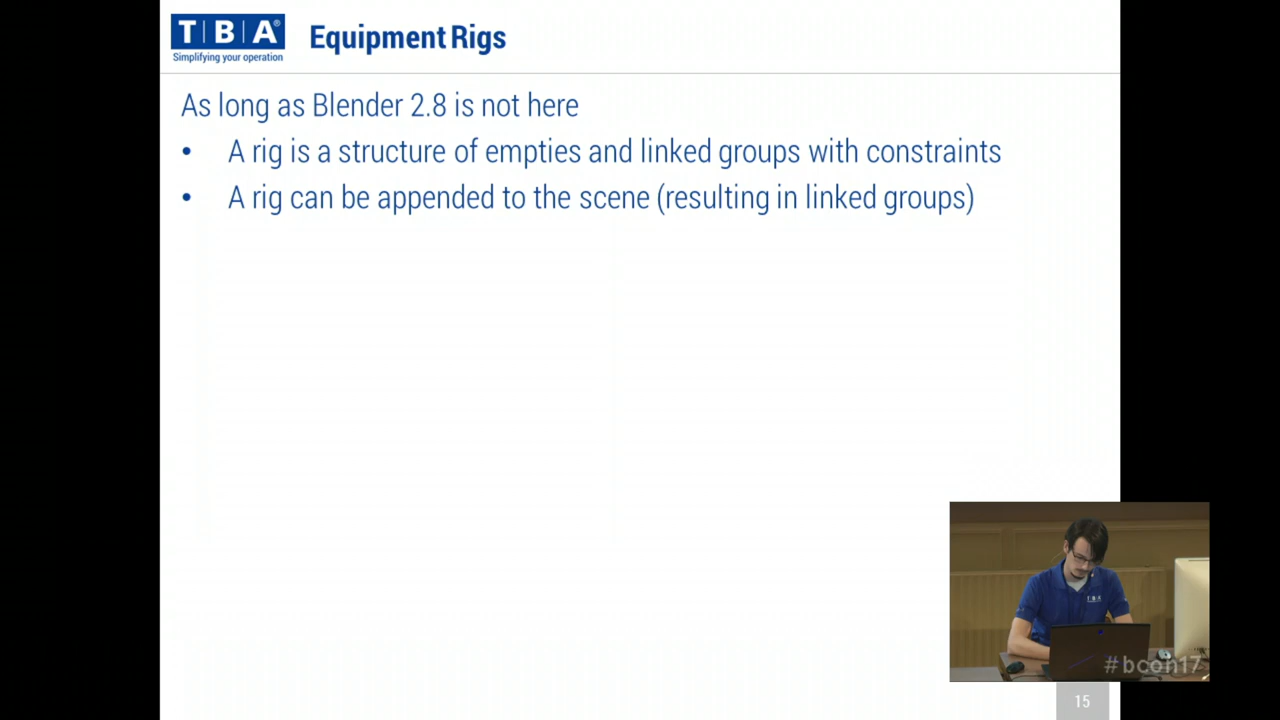 T|B|A®
Simplifying your operation
Equipment Rigs
As long as Blender 2.8 is not here
• A rig is a structure of empties and linked groups with constraints
• A rig can be appended to the scene (resulting in linked groups)
T|B|A
#bcon17
15